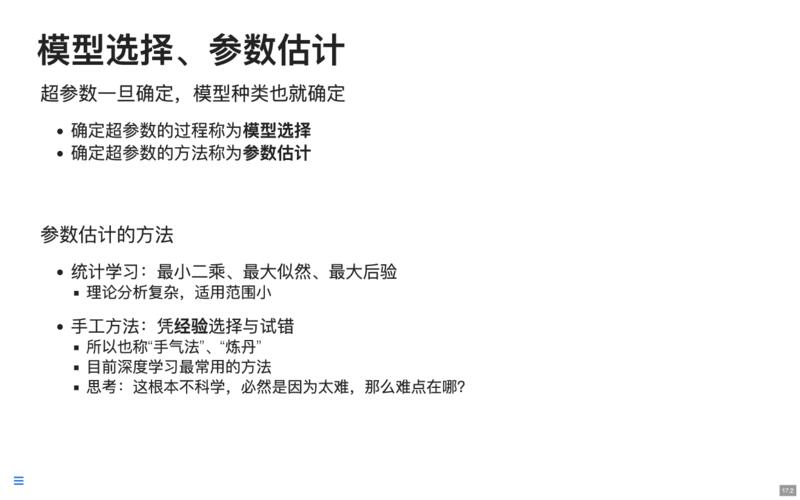 模型选择、参数估计
超参数一旦确定，模型种类也就确定
• 确定超参数的过程称为模型选择
• 确定超参数的方法称为参数估计
参数估计的方法
• 统计学习：最小二乘、最大似然、最大后验
▪ 理论分析复杂，适用范围小
• 手工方法：凭经验选择与试错
▪ 所以也称“手气法”、“炼丹”
▪ 目前深度学习最常用的方法
▪ 思考：这根本不科学，必然是因为太难，那么难点在哪？
17.2